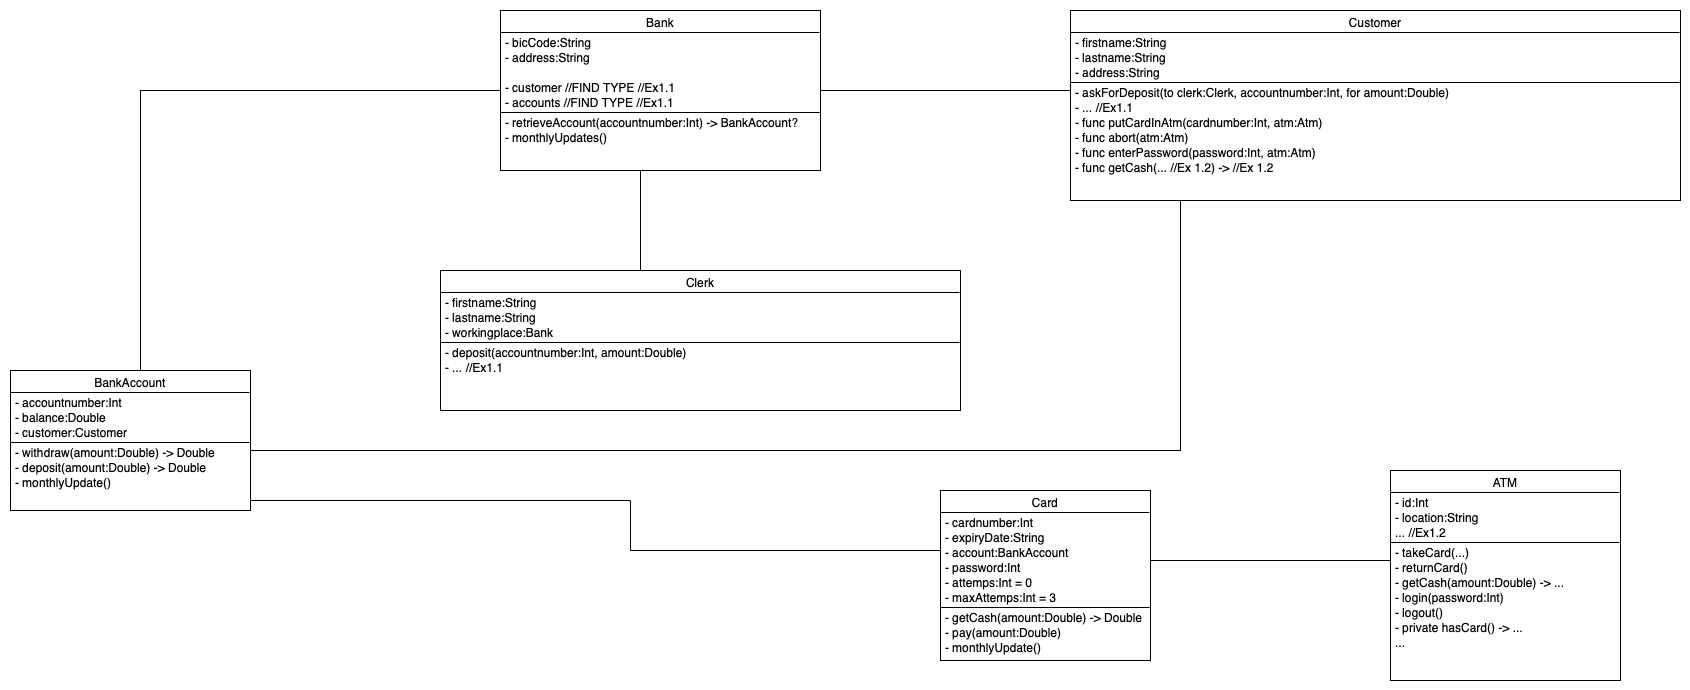 Bank
- bicCode:String
- address:String
- customer //FIND TYPE //Ex1.1
- accounts //FIND TYPE //Ex1.1
- retrieveAccount(accountnumber:Int) -> BankAccount?
- monthlyUpdates()
Customer
- firstname:String
- lastname:String
- address:String
- askForDeposit(to clerk:Clerk, accountnumber:Int, for amount:Double)
- ... //Ex1.1
- func putCardInAtm(cardnumber:Int, atm:Atm)
- func abort(atm:Atm)
- func enterPassword(password:Int, atm:Atm)
- func getCash(... //Ex 1.2) -> //Ex 1.2
Clerk
- firstname:String
- lastname:String
- workingplace:Bank
- deposit(accountnumber:Int, amount:Double)
- ... //Ex1.1
BankAccount
- accountnumber:Int
- balance:Double
- customer:Customer
- withdraw(amount:Double) -> Double
- deposit(amount:Double) -> Double
- monthlyUpdate()
Card
- cardnumber:Int
- expiryDate:String
- account:BankAccount
- password:Int
- attemps:Int = 0
- maxAttemps:Int = 3
- getCash(amount:Double) -> Double
- pay(amount:Double)
- monthlyUpdate()
ATM
- id:Int
- location:String
... //Ex1.2
- takeCard(...)
- returnCard()
- getCash(amount:Double) -> ...
- login(password:Int)
- logout()
- private hasCard() -> ...
...